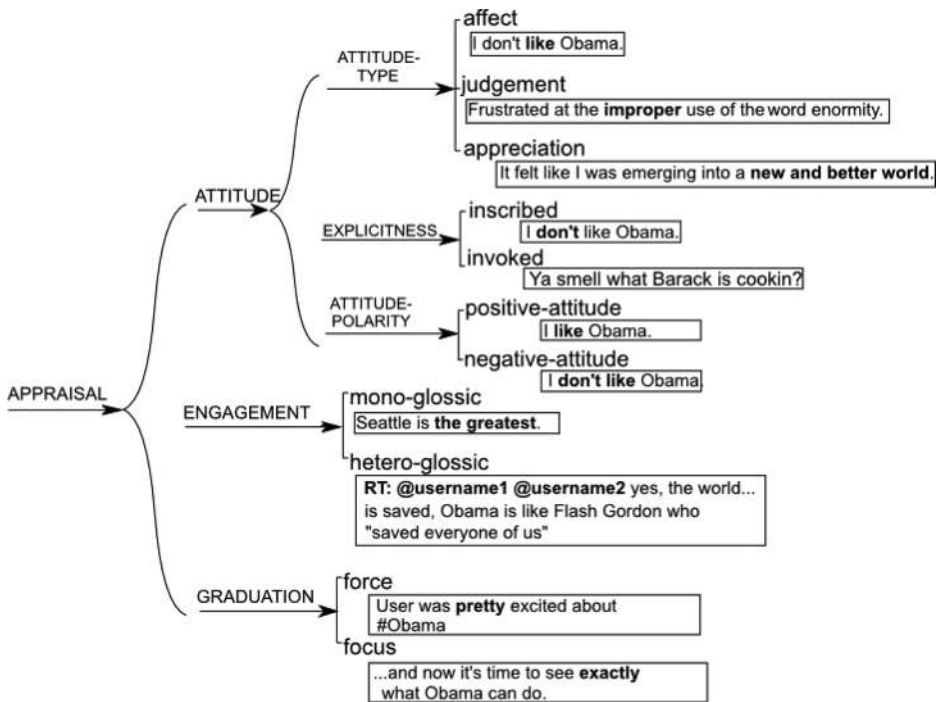 affect
I don't like Obama.
ATTITUDE-
TYPE
judgement
Frustrated at the improper use of the word enormity.
appreciation
It felt like I was emerging into a new and better world.
ATTITUDE
inscribed
I don't like Obama.
EXPLICITNESS
invoked
Ya smell what Barack is cookin?
ATTITUDE-
POLARITY
positive-attitude
I like Obama.
negative-attitude
I don't like Obama.
APPRAISAL
mono-glossic
ENGAGEMENT
Seattle is the greatest.
hetero-glossic
RT: @username1 @username2 yes, the world...
is saved, Obama is like Flash Gordon who
"saved everyone of us"
force
GRADUATION
User was pretty excited about
#Obama
focus
...and now it's time to see exactly
what Obama can do.